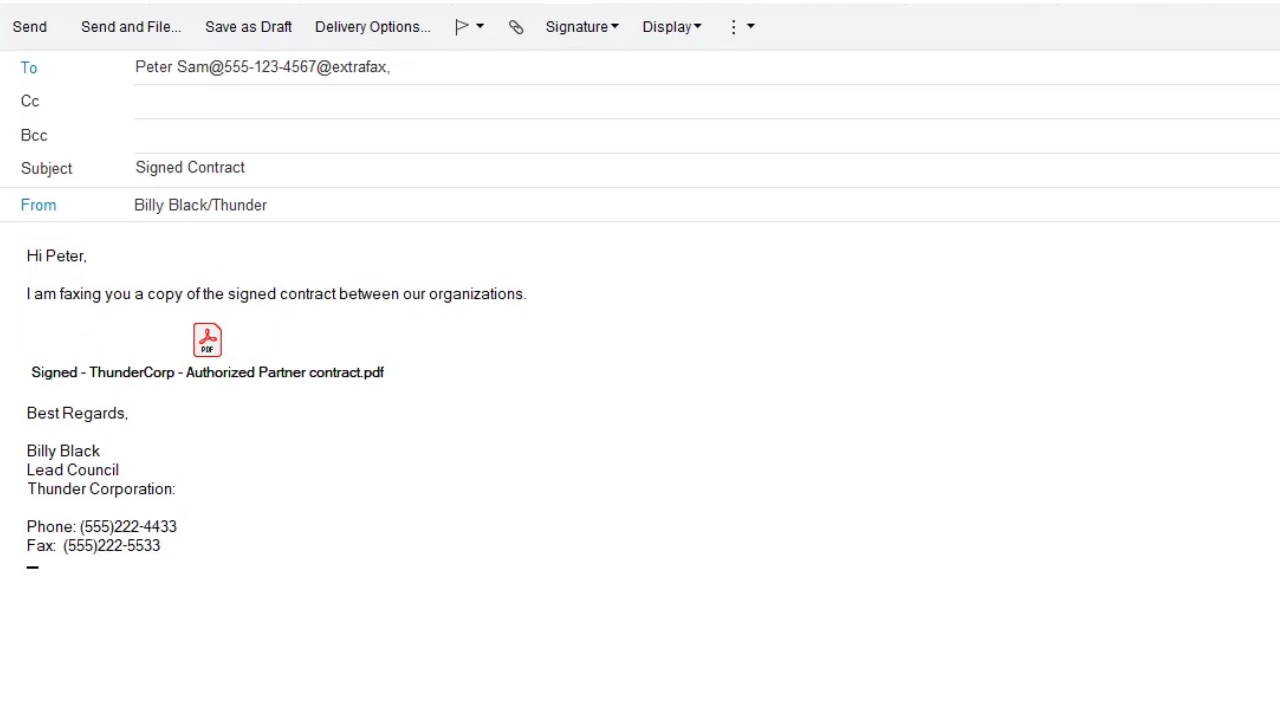 Send Send and File... Save as Draft Delivery Options... Signature Display
To Peter Sam@555-123-4567@extrafax,
Cc
Bcc
Subject Signed Contract
From Billy Black/Thunder
Hi Peter,
I am faxing you a copy of the signed contract between our organizations.
PDF
Signed - ThunderCorp - Authorized Partner contract.pdf
Best Regards,
Billy Black
Lead Council
Thunder Corporation:
Phone: (555)222-4433
Fax: (555)222-5533